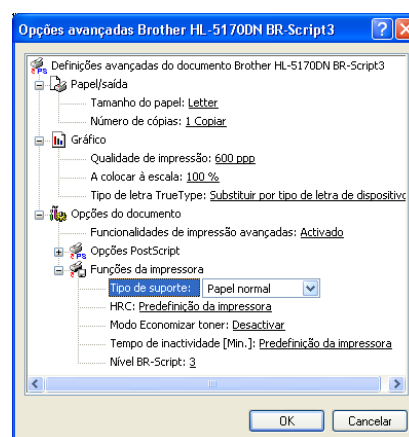 Opções avançadas Brother HL-5170DN BR-Script3
Definições avançadas do documento Brother HL-5170DN BR-Script3
Papel/saída
Tamanho do papel: Letter
Número de cópias: 1 Copiar
Gráfico
Qualidade de impressão: 600 ppp
A colocar à escala: 100 %
Tipo de letra TrueType: Substituir por tipo de letra de dispositivo
Opções do documento
Funcionalidades de impressão avançadas: Activado
Opções PostScript
Funções da impressora
Tipo de suporte: Papel normal
HRC: Predefinição da impressora
Modo Economizar toner: Desactivar
Tempo de inactividade [Min.]: Predefinição da impressora
Nível BR-Script: 3
OK Cancelar